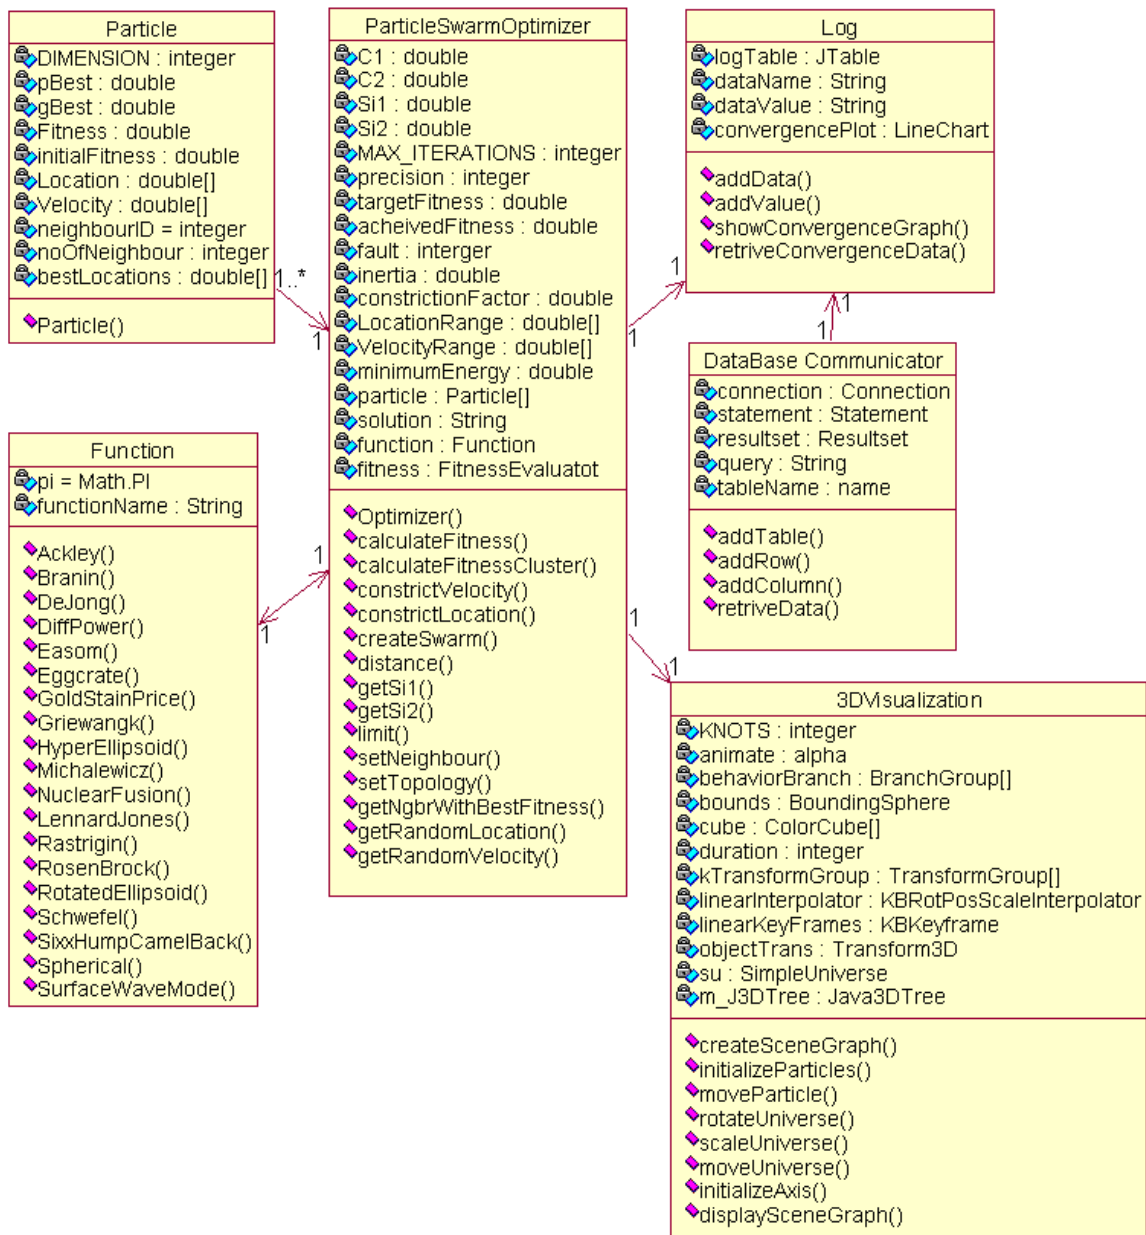 Particle
DIMENSION : integer
pBest : double
gBest : double
Fitness : double
initialFitness : double
Location : double[]
Velocity : double[]
neighbourID = integer
noOfNeighbour : integer
bestLocations : double[]
Particle()
1..*
1
ParticleSwarmOptimizer
C1 : double
C2 : double
Si1 : double
Si2 : double
MAX_ITERATIONS : integer
precision : integer
targetFitness : double
acheivedFitness : double
fault : interger
inertia : double
constrictionFactor : double
LocationRange : double[]
VelocityRange : double[]
minimumEnergy : double
particle : Particle[]
solution : String
function : Function
fitness : FitnessEvaluatot
Optimizer()
calculateFitness()
calculateFitnessCluster()
constrictVelocity()
constrictLocation()
createSwarm()
distance()
getSi1()
getSi2()
limit()
setNeighbour()
setTopology()
getNgbrWithBestFitness()
getRandomLocation()
getRandomVelocity()
1
1
Log
logTable : JTable
dataName : String
dataValue : String
convergencePlot : LineChart
addData()
addValue()
showConvergenceGraph()
retriveConvergenceData()
1
1
DataBase Communicator
connection : Connection
statement : Statement
resultset : Resultset
query : String
tableName : name
addTable()
addRow()
addColumn()
retriveData()
Function
pi = Math.PI
functionName : String
Ackley()
Branin()
DeJong()
DiffPower()
Easom()
Eggcrate()
GoldStainPrice()
Griewangk()
HyperEllipsoid()
Michalewicz()
NuclearFusion()
LennardJones()
Rastrigin()
RosenBrock()
RotatedEllipsoid()
Schwefel()
SixxHumpCamelBack()
Spherical()
SurfaceWaveMode()
1
1
1
1
3DVisualization
KNOTS : integer
animate : alpha
behaviorBranch : BranchGroup[]
bounds : BoundingSphere
cube : ColorCube[]
duration : integer
kTransformGroup : TransformGroup[]
linearInterpolator : KBRotPosScaleInterpolator
linearKeyFrames : KBKeyframe
objectTrans : Transform3D
su : SimpleUniverse
m_J3DTree : Java3DTree
createSceneGraph()
initializeParticles()
moveParticle()
rotateUniverse()
scaleUniverse()
moveUniverse()
initializeAxis()
displaySceneGraph()